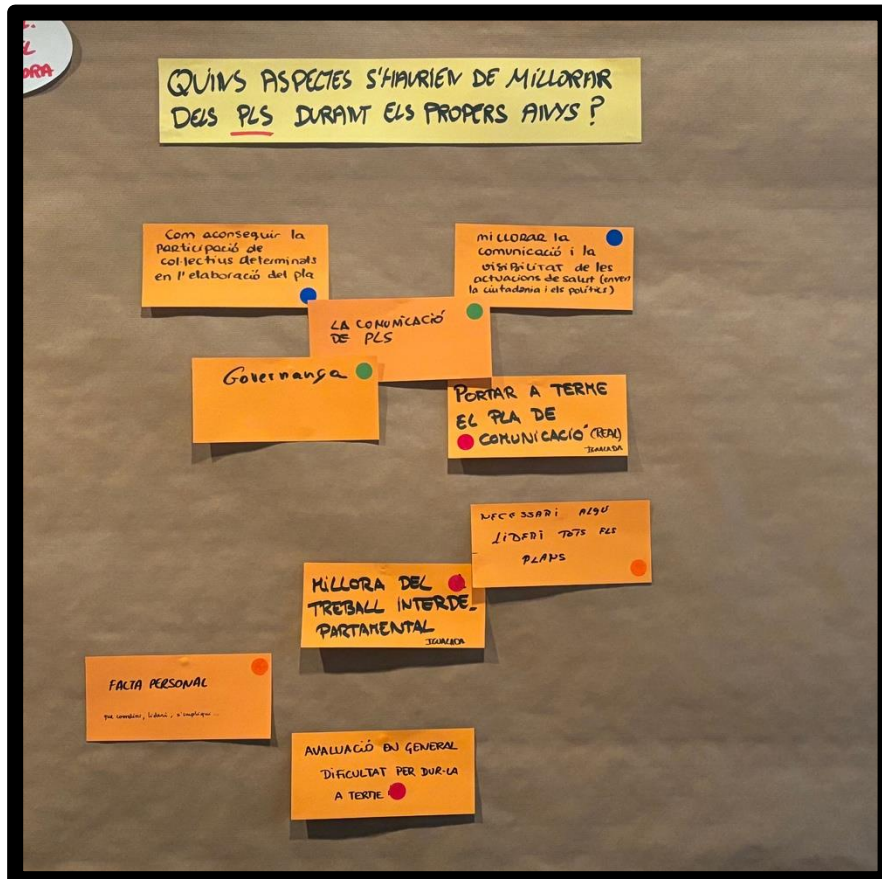 L
ORA
QUINS ASPECTES S'HAURIEN DE MILLORAR
DELS PLS DURANT ELS PROPERS ANYS?
Com aconseguir la
participació de
col·lectius determinats
en l'elaboració del pla
MILLORAR la
comunicació i la
VISIBILITAT de les
actuacions de salut (envers
la ciutadania i els polítics)
LA COMUNICACIÓ
DE PLS
Governança
PORTAR A TERME
EL PLA DE
COMUNICACIÓ (REAL)
IGUALADA
NECESSARI ALGÚ
LIDERI TOTS ELS
PLANS
MILLORA DEL
TREBALL INTERDE_
PARTAMENTAL
IGUALADA
FALTA PERSONAL
que coordini, lideri, s'impliqui...
AVALUACIÓ EN GENERAL
DIFICULTAT PER DUR-LA
A TERME